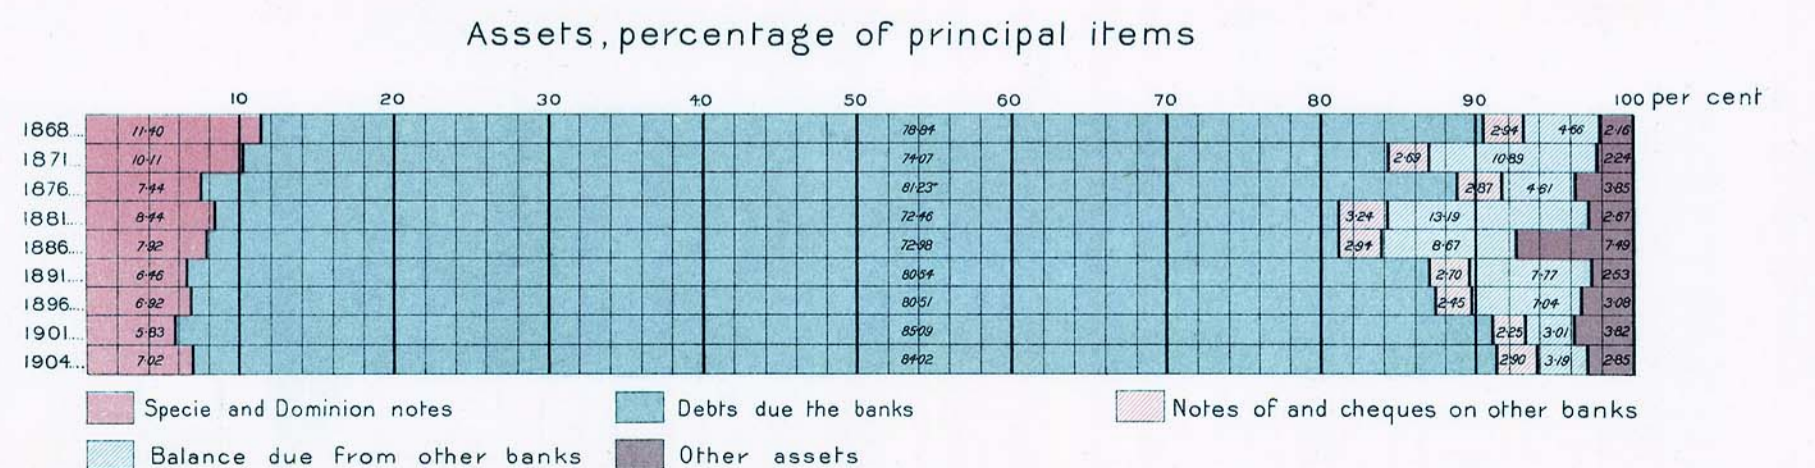 Assets, percentage of principal items
10 20 30 40 50 60 70 80 90 100 per cent
1868... 11·40 78·84 2·94 4·66 2·16
1871... 10·11 74·07 2·69 10·89 2·24
1876... 7·44 81·23 2·87 4·61 3·85
1881... 8·44 72·46 3·24 13·19 2·67
1886... 7·92 72·98 2·94 8·67 7·49
1891... 6·46 80·54 2·70 7·77 2·53
1896... 6·92 80·51 2·45 7·04 3·08
1901... 5·83 85·09 2·25 3·01 3·82
1904... 7·02 84·02 2·90 3·19 2·85
Specie and Dominion notes Debts due the banks Notes of and cheques on other banks
Balance due from other banks Other assets